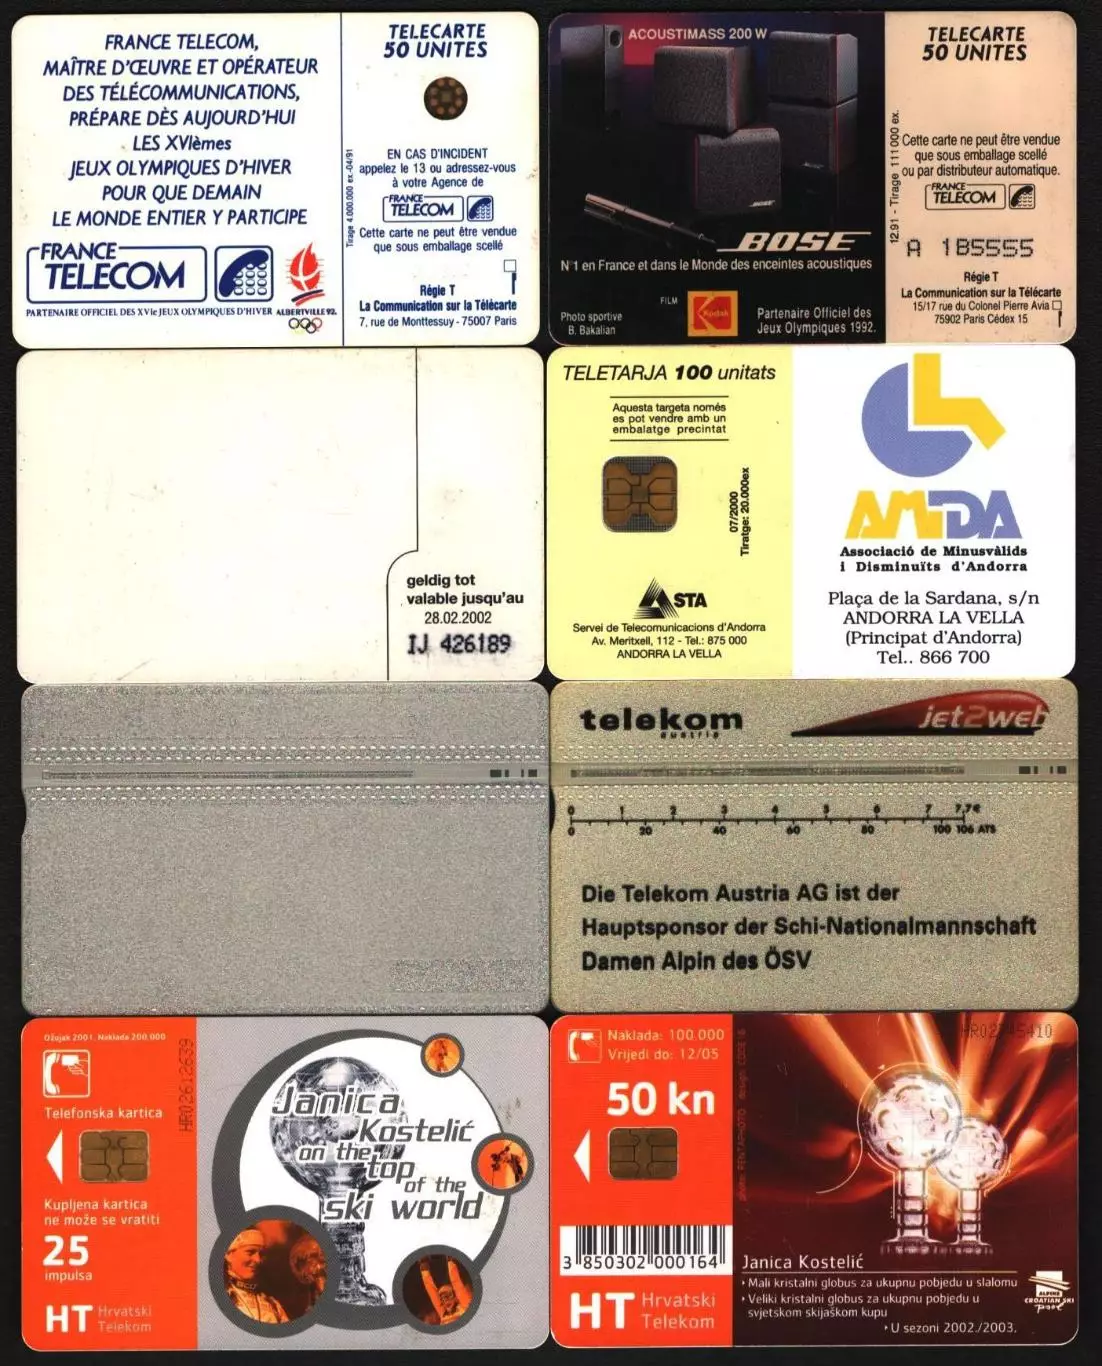 FRANCE TELECOM,
MAÎTRE D'ŒUVRE ET OPÉRATEUR
DES TÉLÉCOMMUNICATIONS,
PRÉPARE DÈS AUJOURD'HUI
LES XVIèmes
JEUX OLYMPIQUES D'HIVER
POUR QUE DEMAIN
LE MONDE ENTIER Y PARTICIPE
FRANCE
TELECOM
ALBERTVILLE 92.
PARTENAIRE OFFICIEL DES XVIe JEUX OLYMPIQUES D'HIVER
Tirage 4.000.000 ex.-04/91
TELECARTE
50 UNITES
EN CAS D'INCIDENT
appelez le 13 ou adressez-vous
à votre Agence de
FRANCE
TELECOM
Cette carte ne peut être vendue
que sous emballage scellé
Régie T
La Communication sur la Télécarte
7, rue de Monttessuy - 75007 Paris
ACOUSTIMASS 200 W
BOSE
BOSE
N°1 en France et dans le Monde des enceintes acoustiques
Photo sportive
B. Bakalian
FILM
Kodak
Partenaire Officiel des
Jeux Olympiques 1992.
12.91 - Tirage 111 000 ex.
TELECARTE
50 UNITES
Cette carte ne peut être vendue
que sous emballage scellé
ou par distributeur automatique.
FRANCE
TELECOM
A 185555
Régie T
La Communication sur la Télécarte
15/17 rue du Colonel Pierre Avia
75902 Paris Cédex 15
geldig tot
valable jusqu'au
28.02.2002
IJ 426189
TELETARJA 100 unitats
Aquesta targeta només
es pot vendre amb un
embalatge precintat
07/2000
Tiratge: 20.000ex
STA
Servei de Telecomunicacions d'Andorra
Av. Meritxell, 112 - Tel.: 875 000
ANDORRA LA VELLA
AMIDA
Associació de Minusvàlids
i Disminuïts d'Andorra
Plaça de la Sardana, s/n
ANDORRA LA VELLA
(Principat d'Andorra)
Tel.. 866 700
telekom
austria
jet2web
0 1 2 3 4 5 6 7 7,7€
0 20 40 60 80 100 106 ATS
Die Telekom Austria AG ist der
Hauptsponsor der Schi-Nationalmannschaft
Damen Alpin des ÖSV
Ožujak 2001. Naklada 200.000
HR02612639
Telefonska kartica
Kupljena kartica
ne može se vratiti
25
impulsa
HT Hrvatski
Telekom
Janica
Kostelić
on the top
of the
ski world
Naklada: 100.000
Vrijedi do: 12/05
50 kn
3 850302 000164
HT Hrvatski
Telekom
photo: PENTAPHOTO design: CODE 6
Janica Kostelić
Mali kristalni globus za ukupnu pobjedu u slalomu
Veliki kristalni globus za ukupnu pobjedu u
svjetskom skijaškom kupu
U sezoni 2002./2003.
ALPINE
CROATIAN SKI
pool